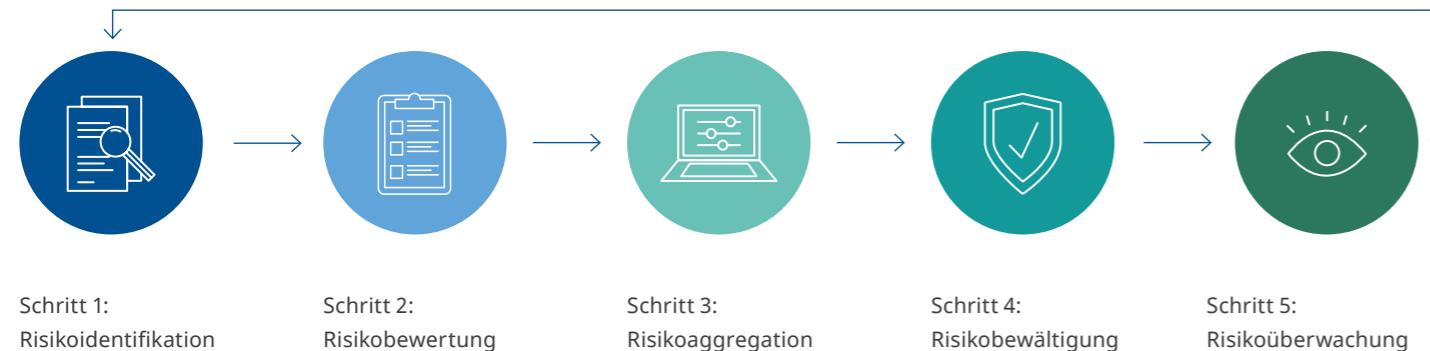 Schritt 1:
Risikoidentifikation
Schritt 2:
Risikobewertung
Schritt 3:
Risikoaggregation
Schritt 4:
Risikobewältigung
Schritt 5:
Risikoüberwachung